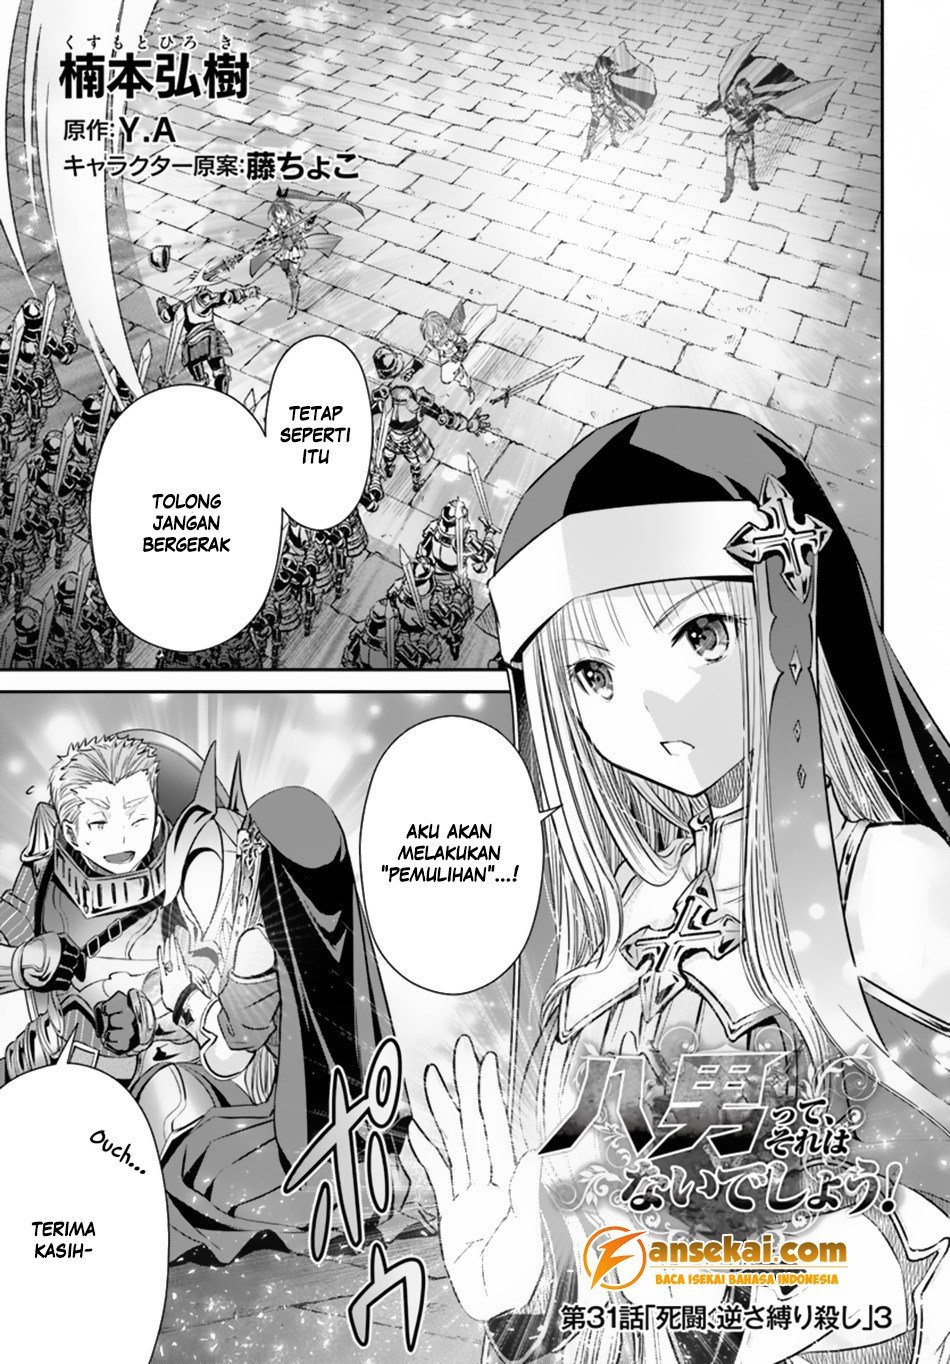 くすもとひろき
楠本弘樹
原作:Y.A
キャラクター原案:藤ちょこ
TETAP
SEPERTI
ITU
TOLONG
JANGAN
BERGERAK
AKU AKAN
MELAKUKAN
"PEMULIHAN"...!
ポウ
Ouch...
TERIMA
KASIH-
八男って、それは
ないでしょう!
ansekai.com
BACA ISEKAI BAHASA INDONESIA
第31話「死闘、逆さ縛り殺し」3